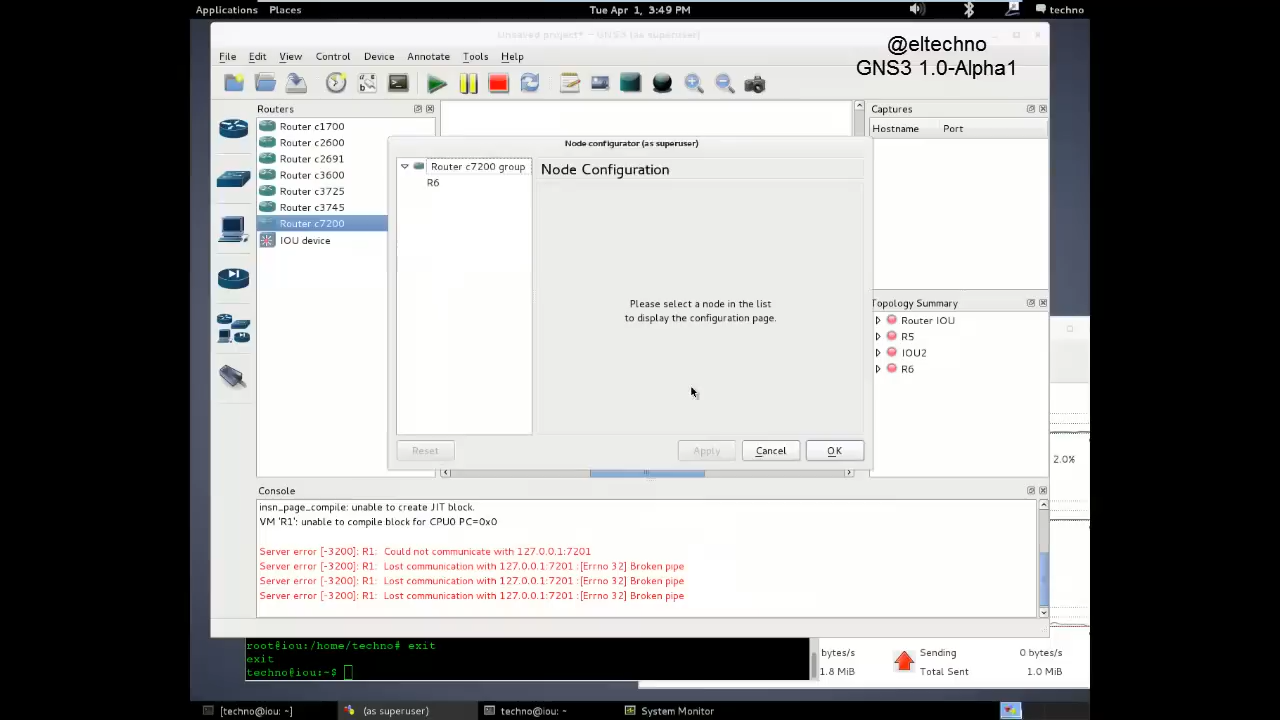 Applications Places
Tue Apr 1, 3:49 PM
techno
Unsaved project* - GNS3 (as superuser)
@eltechno
GNS3 1.0-Alpha1
File Edit View Control Device Annotate Tools Help
Routers
Router c1700
Router c2600
Router c2691
Router c3600
Router c3725
Router c3745
Router c7200
IOU device
Node configurator (as superuser)
Router c7200 group
R6
Node Configuration
Please select a node in the list
to display the configuration page.
Reset
Apply
Cancel
OK
Captures
Hostname Port
Topology Summary
Router IOU
R5
IOU2
R6
2.0%
Console
insn_page_compile: unable to create JIT block.
VM 'R1': unable to compile block for CPU0 PC=0x0
Server error [-3200]: R1: Could not communicate with 127.0.0.1:7201
Server error [-3200]: R1: Lost communication with 127.0.0.1:7201 :[Errno 32] Broken pipe
Server error [-3200]: R1: Lost communication with 127.0.0.1:7201 :[Errno 32] Broken pipe
Server error [-3200]: R1: Lost communication with 127.0.0.1:7201 :[Errno 32] Broken pipe
root@iou:/home/techno# exit
exit
techno@iou:~$
bytes/s
1.8 MiB
Sending 0 bytes/s
Total Sent 1.0 MiB
[techno@iou: ~]
(as superuser)
techno@iou: ~
System Monitor